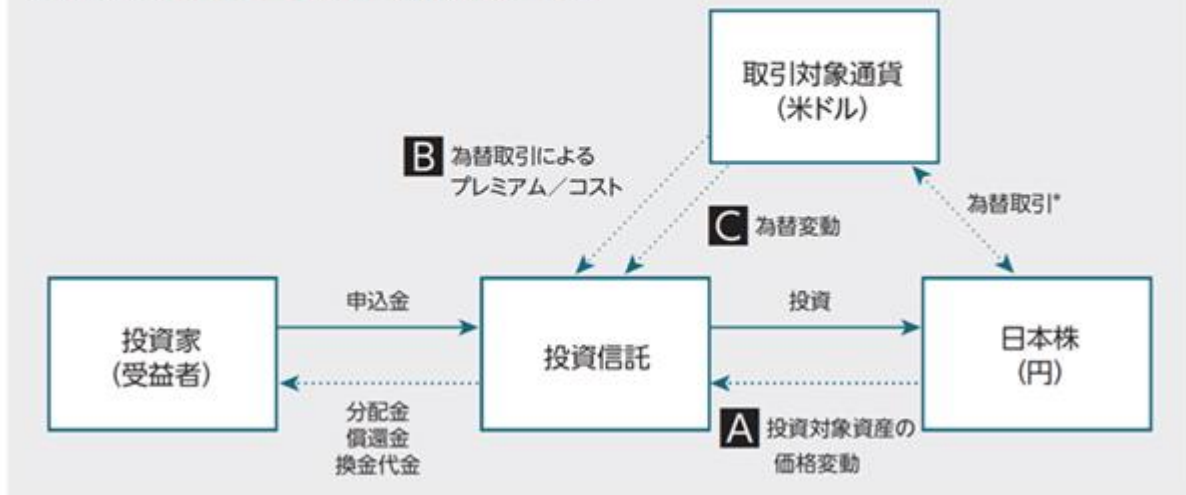 取引対象通貨
(米ドル)
B 為替取引による
プレミアム／コスト
C 為替変動
為替取引*
申込金
投資
投資家
(受益者)
投資信託
日本株
(円)
分配金
償還金
換金代金
A 投資対象資産の
価格変動